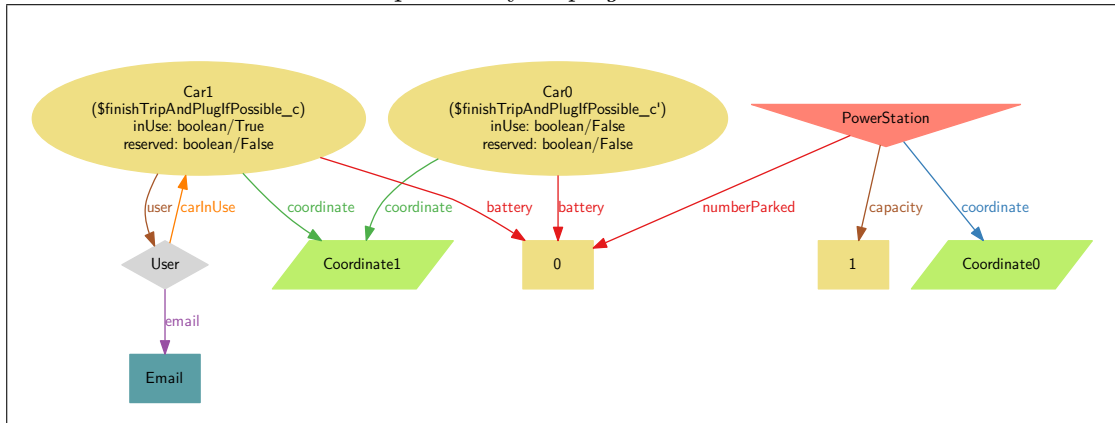 Car1
($finishTripAndPlugIfPossible_c)
inUse: boolean/True
reserved: boolean/False
Car0
($finishTripAndPlugIfPossible_c')
inUse: boolean/False
reserved: boolean/False
PowerStation
user
carInUse
coordinate
coordinate
battery
battery
numberParked
capacity
coordinate
User
Coordinate1
0
1
Coordinate0
email
Email